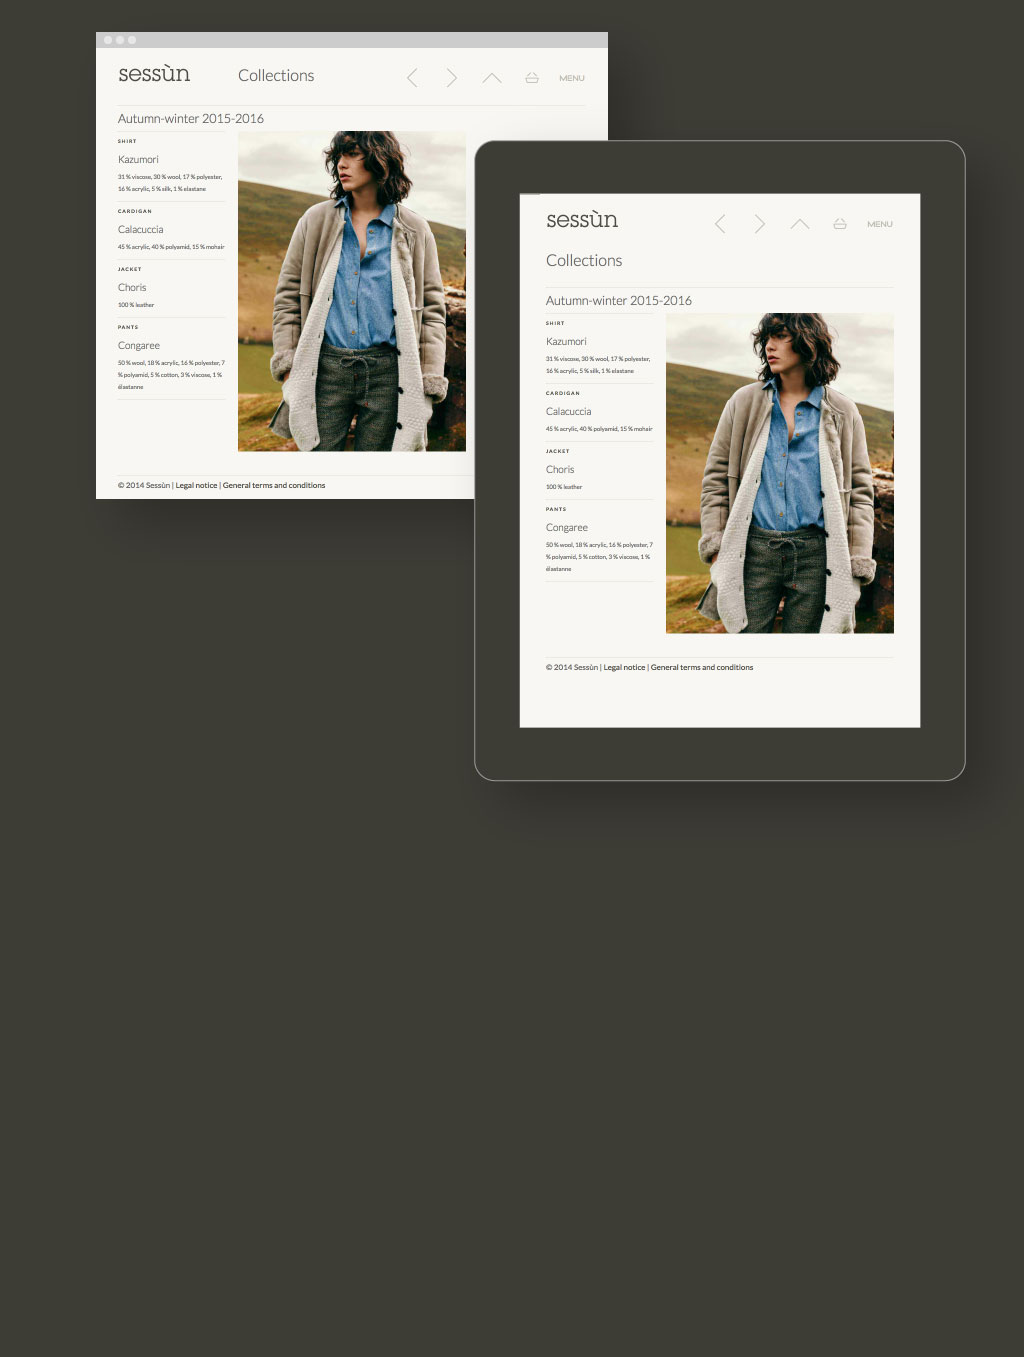 sessùn
Collections
MENU
Autumn-winter 2015-2016
SHIRT
Kazumori
31 % viscose, 30 % wool, 17 % polyester,
16 % acrylic, 5 % silk, 1 % elastane
CARDIGAN
Calacuccia
45 % acrylic, 40 % polyamid, 15 % mohair
JACKET
Choris
100 % leather
PANTS
Congaree
50 % wool, 18 % acrylic, 16 % polyester, 7
% polyamid, 5 % cotton, 3 % viscose, 1 %
élastanne
© 2014 Sessùn | Legal notice | General terms and conditions
sessùn
MENU
Collections
Autumn-winter 2015-2016
SHIRT
Kazumori
31 % viscose, 30 % wool, 17 % polyester,
16 % acrylic, 5 % silk, 1 % elastane
CARDIGAN
Calacuccia
45 % acrylic, 40 % polyamid, 15 % mohair
JACKET
Choris
100 % leather
PANTS
Congaree
50 % wool, 18 % acrylic, 16 % polyester, 7
% polyamid, 5 % cotton, 3 % viscose, 1 %
élastanne
© 2014 Sessùn | Legal notice | General terms and conditions